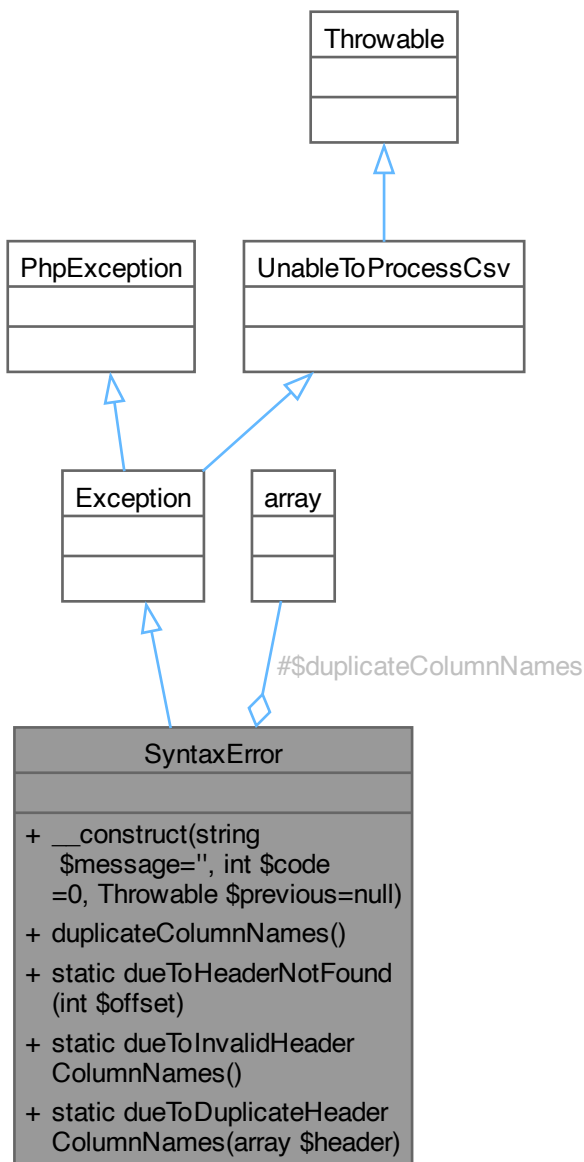 Throwable
PhpException
UnableToProcessCsv
Exception
array
#$duplicateColumnNames
SyntaxError
+ __construct(string
$message='', int $code
=0, Throwable $previous=null)
+ duplicateColumnNames()
+ static dueToHeaderNotFound
(int $offset)
+ static dueToInvalidHeader
ColumnNames()
+ static dueToDuplicateHeader
ColumnNames(array $header)